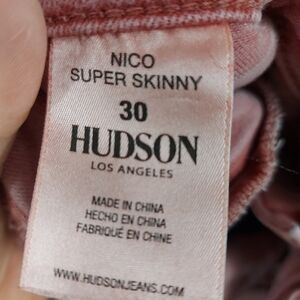 NICO
SUPER SKINNY
30
HUDSON
LOS ANGELES
MADE IN CHINA
HECHO EN CHINA
FABRIQUÉ EN CHINE
WWW.HUDSONJEANS.COM